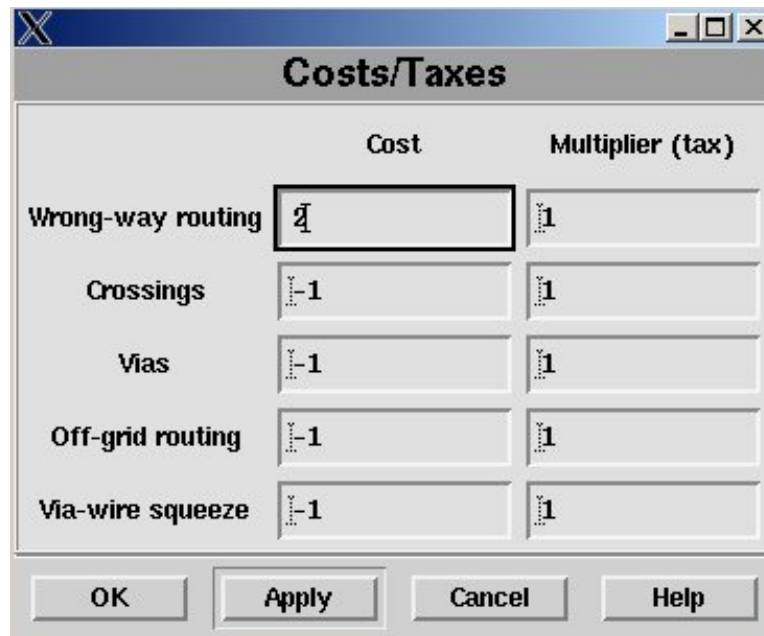 Costs/Taxes
Cost Multiplier (tax)
Wrong-way routing 2 1
Crossings -1 1
Vias -1 1
Off-grid routing -1 1
Via-wire squeeze -1 1
OK Apply Cancel Help